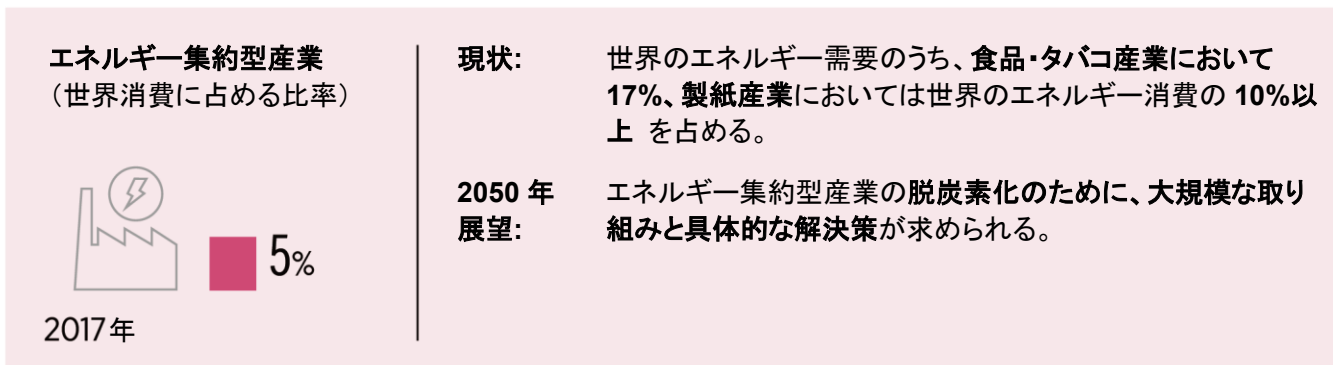 エネルギー集約型産業
（世界消費に占める比率）
5%
2017年
現状: 世界のエネルギー需要のうち、食品・タバコ産業において
17%、製紙産業においては世界のエネルギー消費の 10%以
上 を占める。
2050 年 エネルギー集約型産業の脱炭素化のために、大規模な取り
展望: 組みと具体的な解決策が求められる。